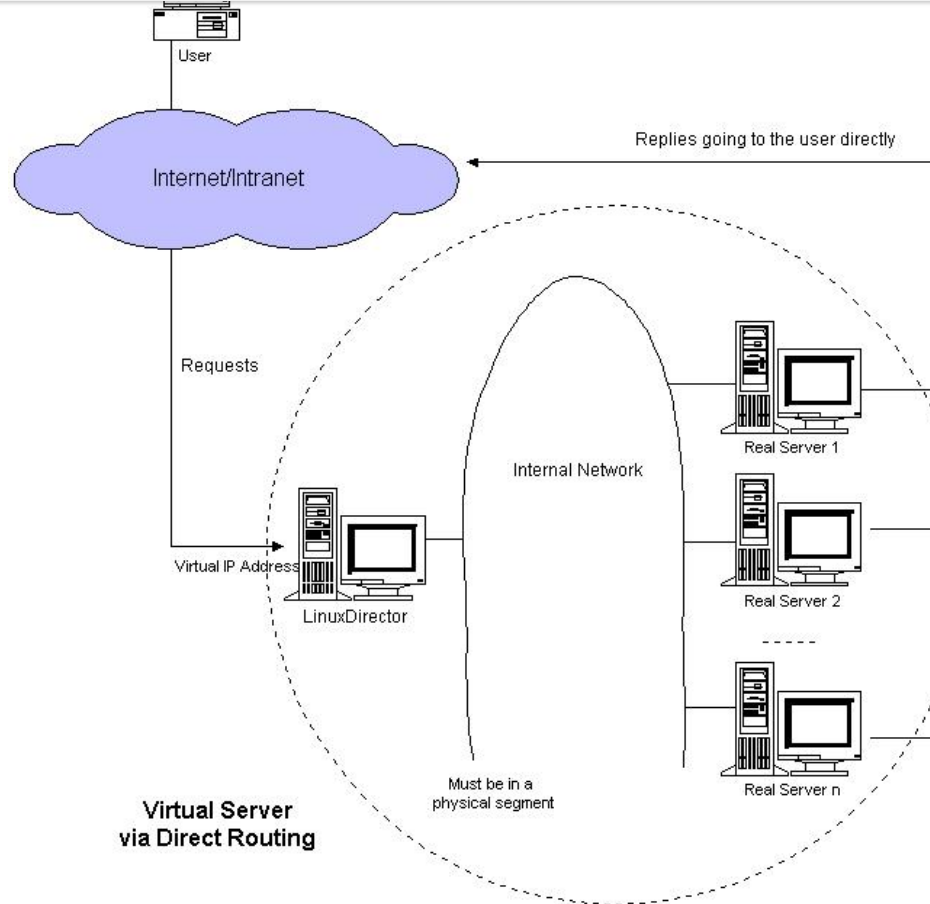 User
Replies going to the user directly
Internet/Intranet
Requests
Real Server 1
Internal Network
Virtual IP Address
Real Server 2
LinuxDirector
Must be in a
physical segment
Real Server n
Virtual Server
via Direct Routing